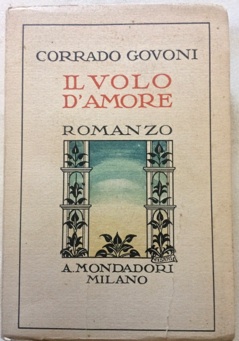 CORRADO GOVONI
IL VOLO
D'AMORE
ROMANZO
A. MONDADORI
MILANO